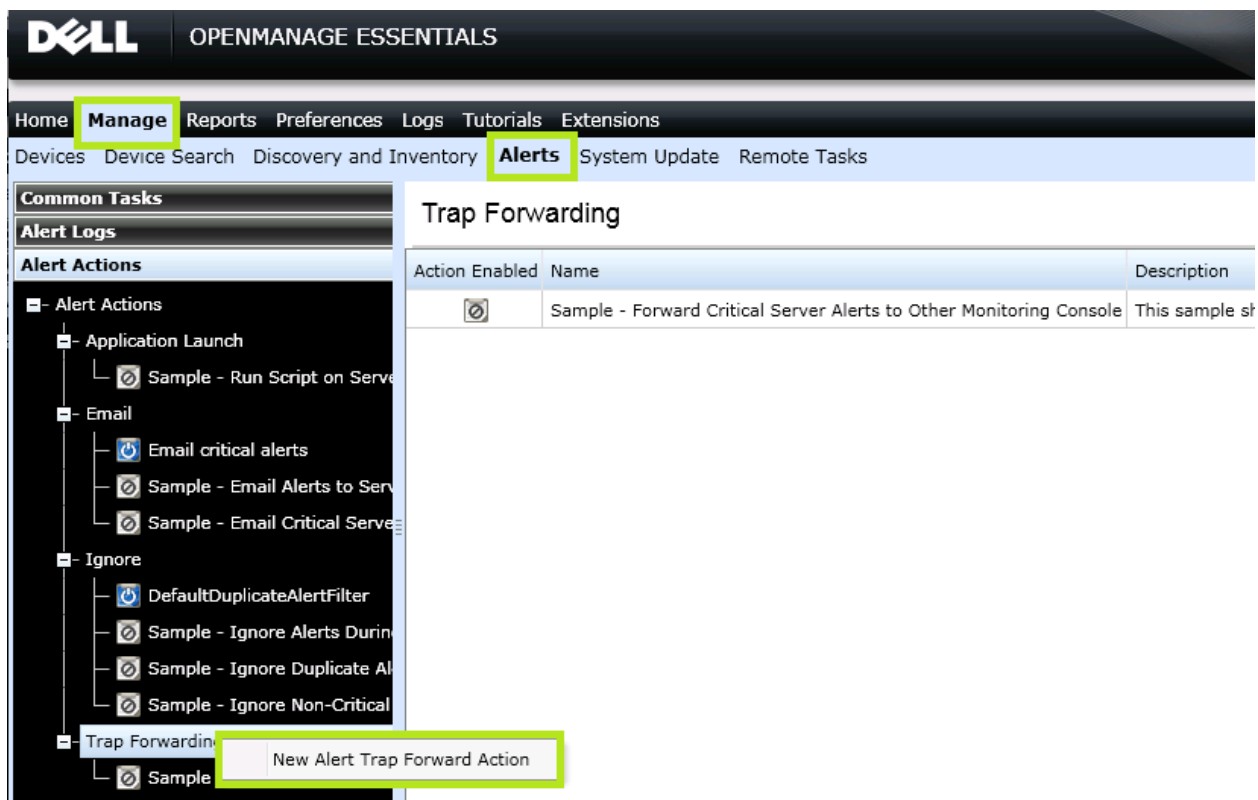 DELL OPENMANAGE ESSENTIALS
Home Manage Reports Preferences Logs Tutorials Extensions
Devices Device Search Discovery and Inventory Alerts System Update Remote Tasks
Common Tasks
Alert Logs
Alert Actions
Alert Actions
Application Launch
Sample - Run Script on Serve
Email
Email critical alerts
Sample - Email Alerts to Serv
Sample - Email Critical Serve
Ignore
DefaultDuplicateAlertFilter
Sample - Ignore Alerts Durin
Sample - Ignore Duplicate Al
Sample - Ignore Non-Critical
Trap Forwarding
Sample
New Alert Trap Forward Action
Trap Forwarding
Action Enabled Name Description
Sample - Forward Critical Server Alerts to Other Monitoring Console This sample sh